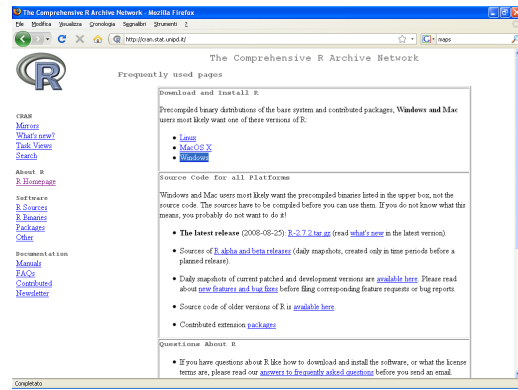 The Comprehensive R Archive Network - Mozilla Firefox
File Modifica Visualizza Cronologia Segnalibri Strumenti ?
http://cran.stat.unipd.it/
maps
The Comprehensive R Archive Network
Frequently used pages
R
CRAN
Mirrors
What's new?
Task Views
Search
About R
R Homepage
Software
R Sources
R Binaries
Packages
Other
Documentation
Manuals
FAQs
Contributed
Newsletter
Download and Install R
Precompiled binary distributions of the base system and contributed packages, Windows and Mac
users most likely want one of these versions of R:
Linux
MacOS X
Windows
Source Code for all Platforms
Windows and Mac users most likely want the precompiled binaries listed in the upper box, not the
source code. The sources have to be compiled before you can use them. If you do not know what this
means, you probably do not want to do it!
The latest release (2008-08-25): R-2.7.2.tar.gz (read what's new in the latest version).
Sources of R alpha and beta releases (daily snapshots, created only in time periods before a
planned release).
Daily snapshots of current patched and development versions are available here. Please read
about new features and bug fixes before filing corresponding feature requests or bug reports.
Source code of older versions of R is available here.
Contributed extension packages
Questions About R
If you have questions about R like how to download and install the software, or what the license
terms are, please read our answers to frequently asked questions before you send an email.
Completato